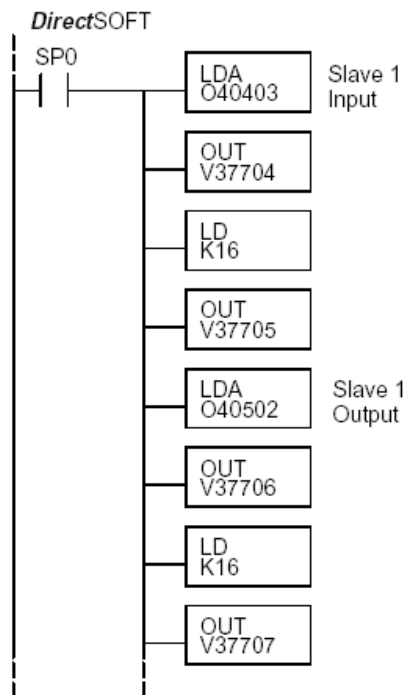 DirectSOFT
SP0
LDA
O40403
Slave 1
Input
OUT
V37704
LD
K16
OUT
V37705
LDA
O40502
Slave 1
Output
OUT
V37706
LD
K16
OUT
V37707